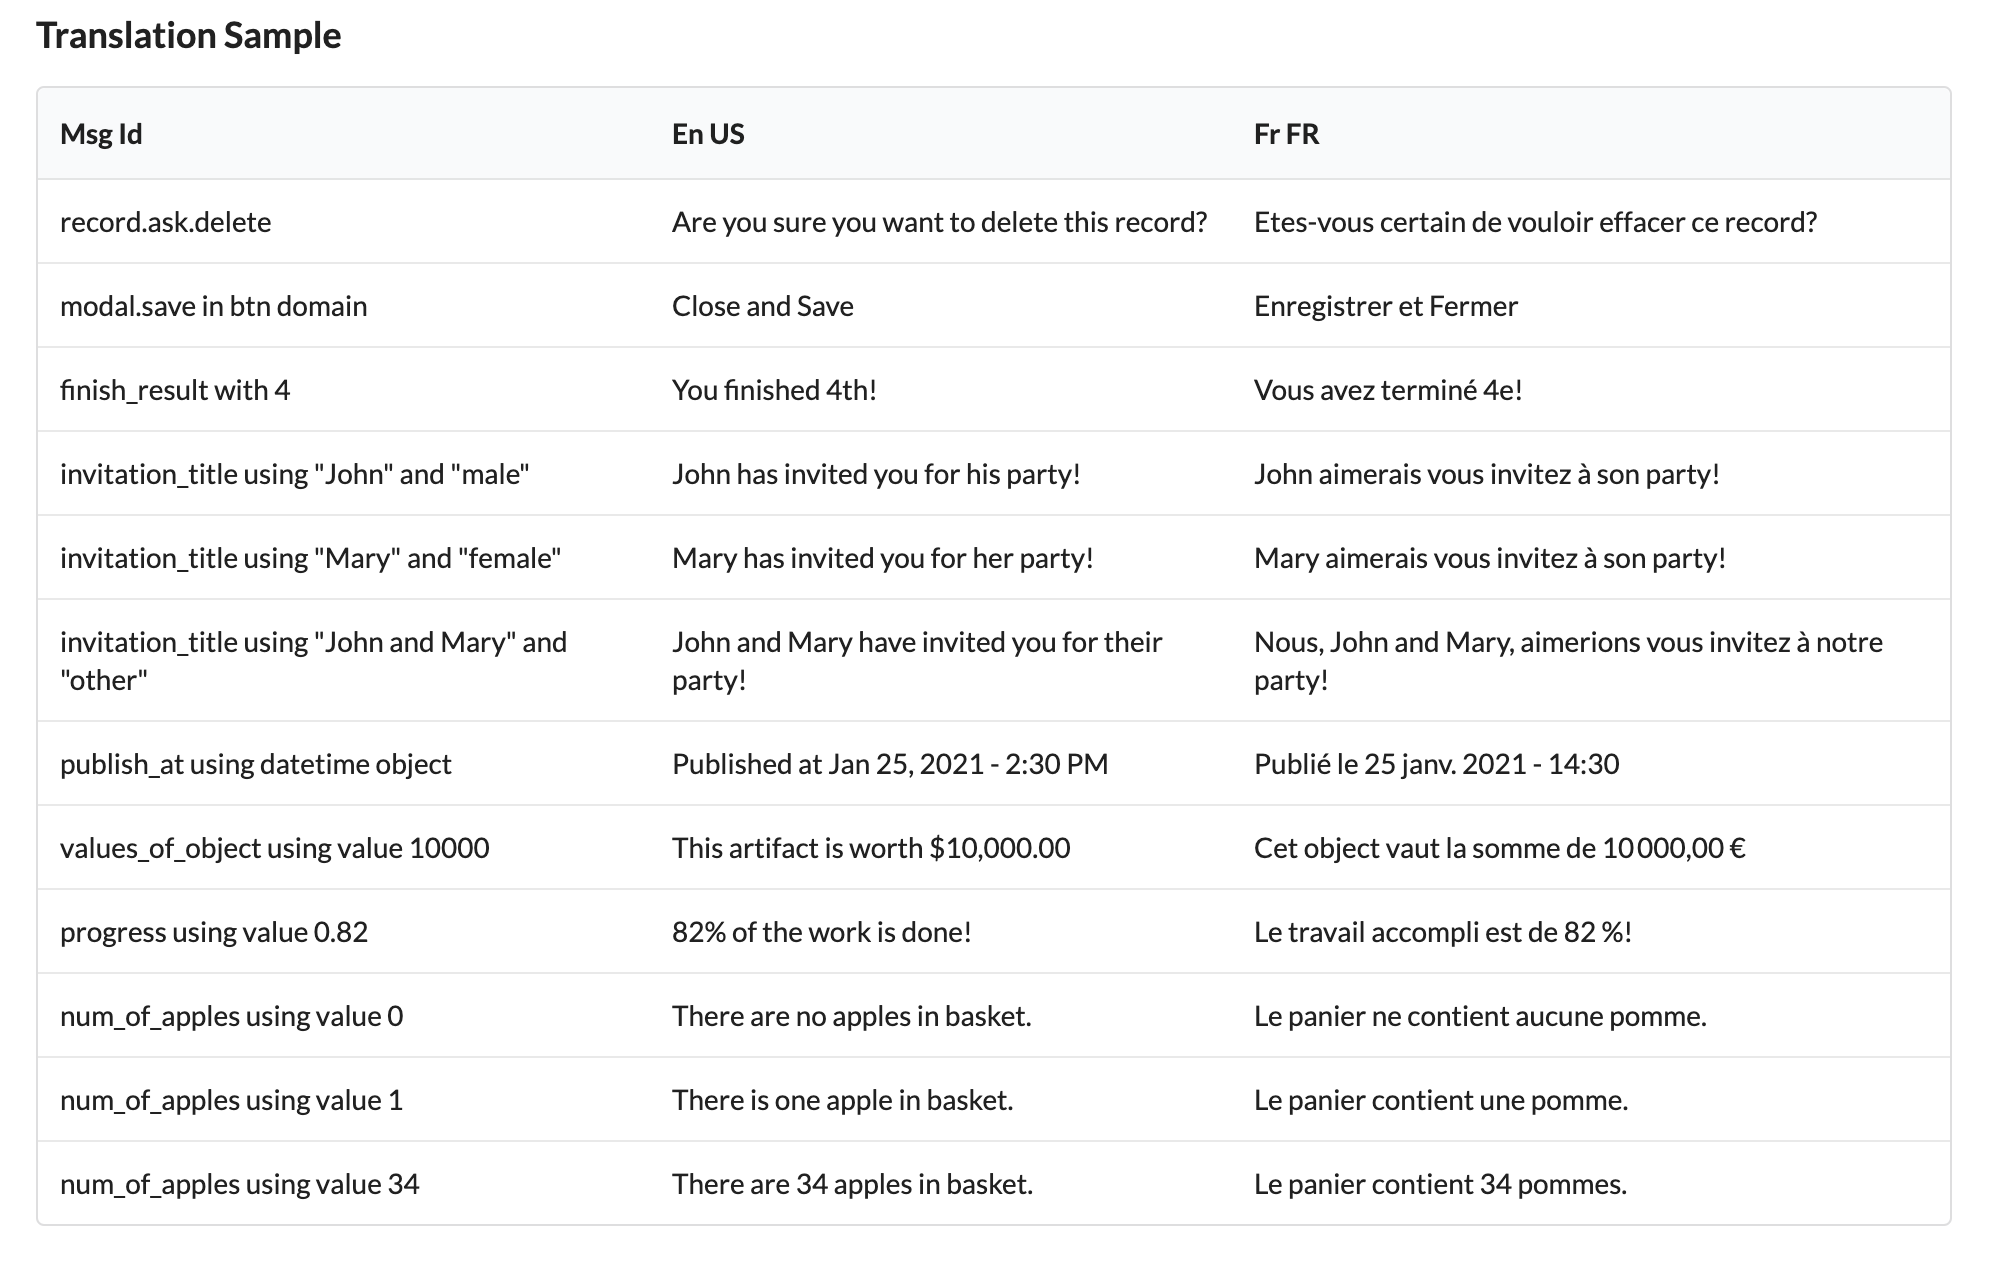 Translation Sample
Msg Id En US Fr FR
record.ask.delete Are you sure you want to delete this record? Etes-vous certain de vouloir effacer ce record?
modal.save in btn domain Close and Save Enregistrer et Fermer
finish_result with 4 You finished 4th! Vous avez terminé 4e!
invitation_title using "John" and "male" John has invited you for his party! John aimerais vous invitez à son party!
invitation_title using "Mary" and "female" Mary has invited you for her party! Mary aimerais vous invitez à son party!
invitation_title using "John and Mary" and John and Mary have invited you for their Nous, John and Mary, aimerions vous invitez à notre
"other" party! party!
publish_at using datetime object Published at Jan 25, 2021 - 2:30 PM Publié le 25 janv. 2021 - 14:30
values_of_object using value 10000 This artifact is worth $10,000.00 Cet object vaut la somme de 10 000,00 €
progress using value 0.82 82% of the work is done! Le travail accompli est de 82 %!
num_of_apples using value 0 There are no apples in basket. Le panier ne contient aucune pomme.
num_of_apples using value 1 There is one apple in basket. Le panier contient une pomme.
num_of_apples using value 34 There are 34 apples in basket. Le panier contient 34 pommes.